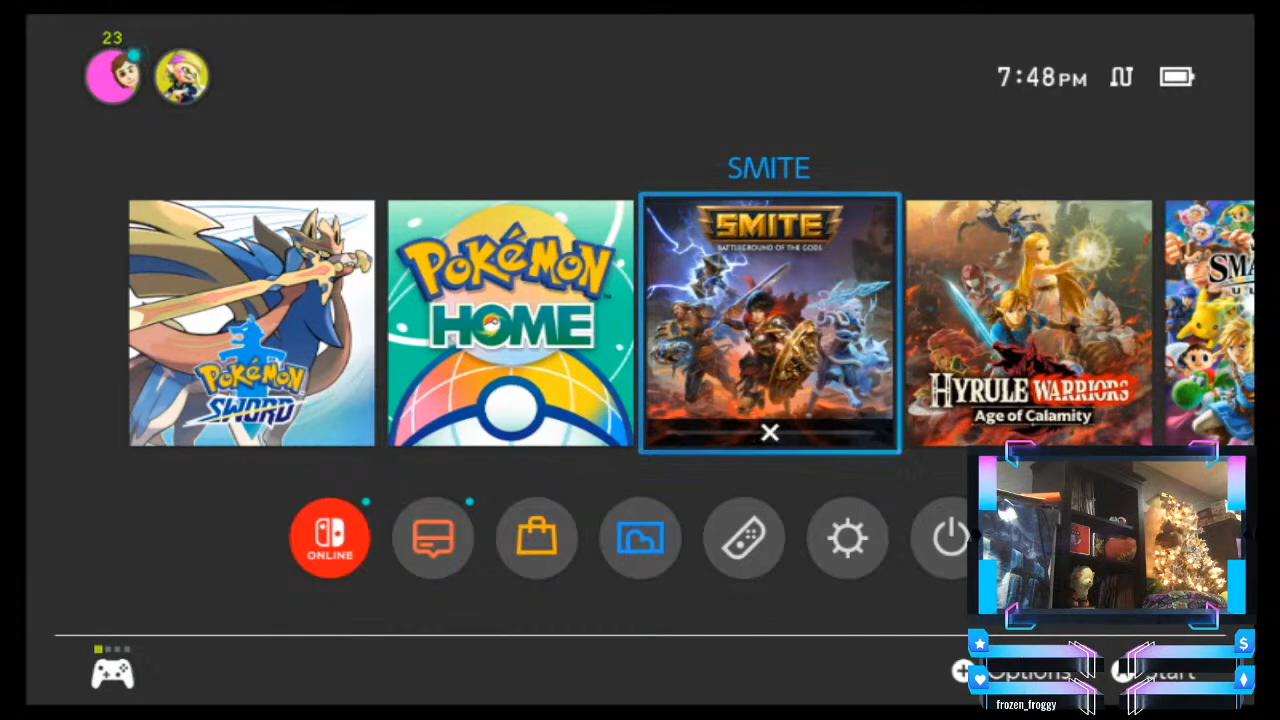 23
7:48PM
SMITE
POKÉMON
SWORD
POKÉMON
HOME
SMITE
BATTLEGROUND OF THE GODS
HYRULE WARRIORS
Age of Calamity
ONLINE
Options
frozen_froggy